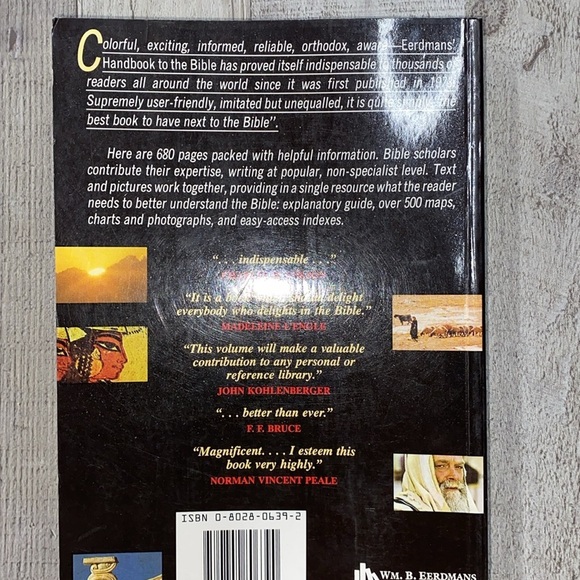 Colorful, exciting, informed, reliable, orthodox, Eerdmans'
Handbook to the Bible has proved itself indispensable to thousands of
readers all around the world since it was first published in
Supremely user-friendly, imitated but unequalled, it is quite simply the
best book to have next to the Bible".
Here are 680 pages packed with helpful information. Bible scholars
contribute their expertise, writing at popular, non-specialist level. Text
and pictures work together, providing in a single resource what the reader
needs to better understand the Bible: explanatory guide, over 500 maps,
charts and photographs, and easy-access indexes.
“. . . indispensable . . .”
“It is a book delight
everybody who delights in the Bible.”
MADELEINE L'ENGLE
“This volume will make a valuable
contribution to any personal or
reference library.”
JOHN KOHLENBERGER
“. . . better than ever.”
F. F. BRUCE
“Magnificent. . . . I esteem this
book very highly.”
NORMAN VINCENT PEALE
ISBN 0-8028-0639-2
WM. B. EERDMANS